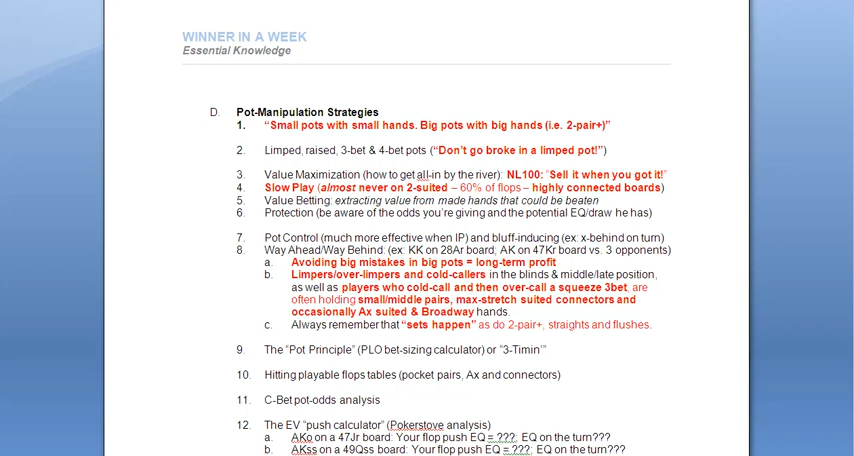 WINNER IN A WEEK
Essential Knowledge
D. Pot-Manipulation Strategies
1. “Small pots with small hands. Big pots with big hands (i.e. 2-pair+)”
2. Limped, raised, 3-bet & 4-bet pots (“Don’t go broke in a limped pot!”)
3. Value Maximization (how to get all-in by the river): NL100: “Sell it when you got it!”
4. Slow Play (almost never on 2-suited – 60% of flops – highly connected boards)
5. Value Betting: extracting value from made hands that could be beaten
6. Protection (be aware of the odds you’re giving and the potential EQ/draw he has)
7. Pot Control (much more effective when IP) and bluff-inducing (ex: x-behind on turn)
8. Way Ahead/Way Behind: (ex: KK on 28Ar board; AK on 47Kr board vs. 3 opponents)
a. Avoiding big mistakes in big pots = long-term profit
b. Limpers/over-limpers and cold-callers in the blinds & middle/late position,
as well as players who cold-call and then over-call a squeeze 3bet, are
often holding small/middle pairs, max-stretch suited connectors and
occasionally Ax suited & Broadway hands.
c. Always remember that “sets happen” as do 2-pair+, straights and flushes.
9. The “Pot Principle” (PLO bet-sizing calculator) or “3-Timin’”
10. Hitting playable flops tables (pocket pairs, Ax and connectors)
11. C-Bet pot-odds analysis
12. The EV “push calculator” (Pokerstove analysis)
a. AKo on a 47Jr board: Your flop push EQ = ???; EQ on the turn???
b. AKss on a 49Qss board: Your flop push EQ = ???; EQ on the turn???